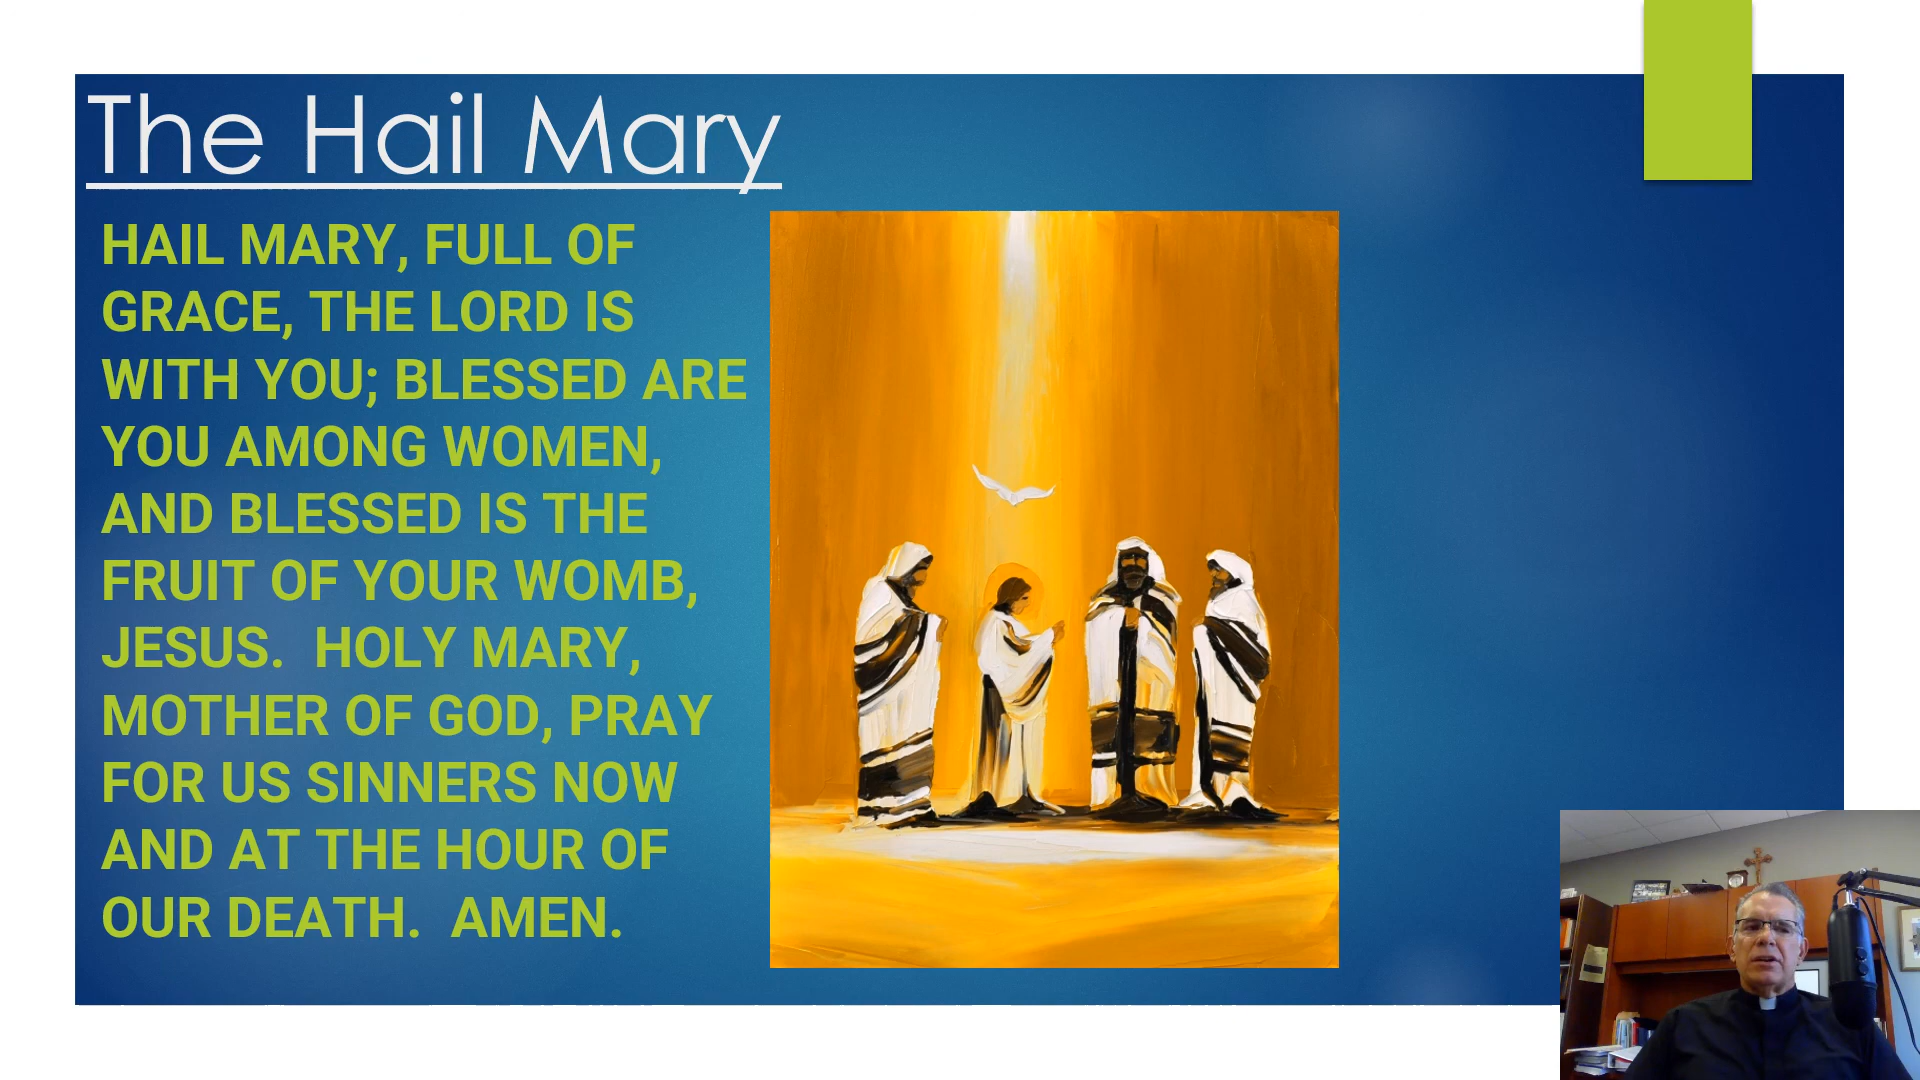 The Hail Mary
HAIL MARY, FULL OF
GRACE, THE LORD IS
WITH YOU; BLESSED ARE
YOU AMONG WOMEN,
AND BLESSED IS THE
FRUIT OF YOUR WOMB,
JESUS.  HOLY MARY,
MOTHER OF GOD, PRAY
FOR US SINNERS NOW
AND AT THE HOUR OF
OUR DEATH.  AMEN.